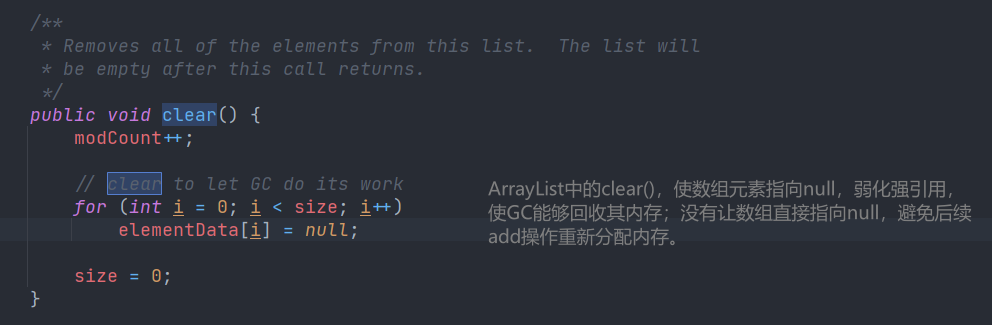 /**
 * Removes all of the elements from this list.  The list will
 * be empty after this call returns.
 */
public void clear() {
    modCount++;

    // clear to let GC do its work
    for (int i = 0; i < size; i++)
        elementData[i] = null;

    size = 0;
}
ArrayList中的clear()，使数组元素指向null，弱化强引用，
使GC能够回收其内存；没有让数组直接指向null，避免后续
add操作重新分配内存。